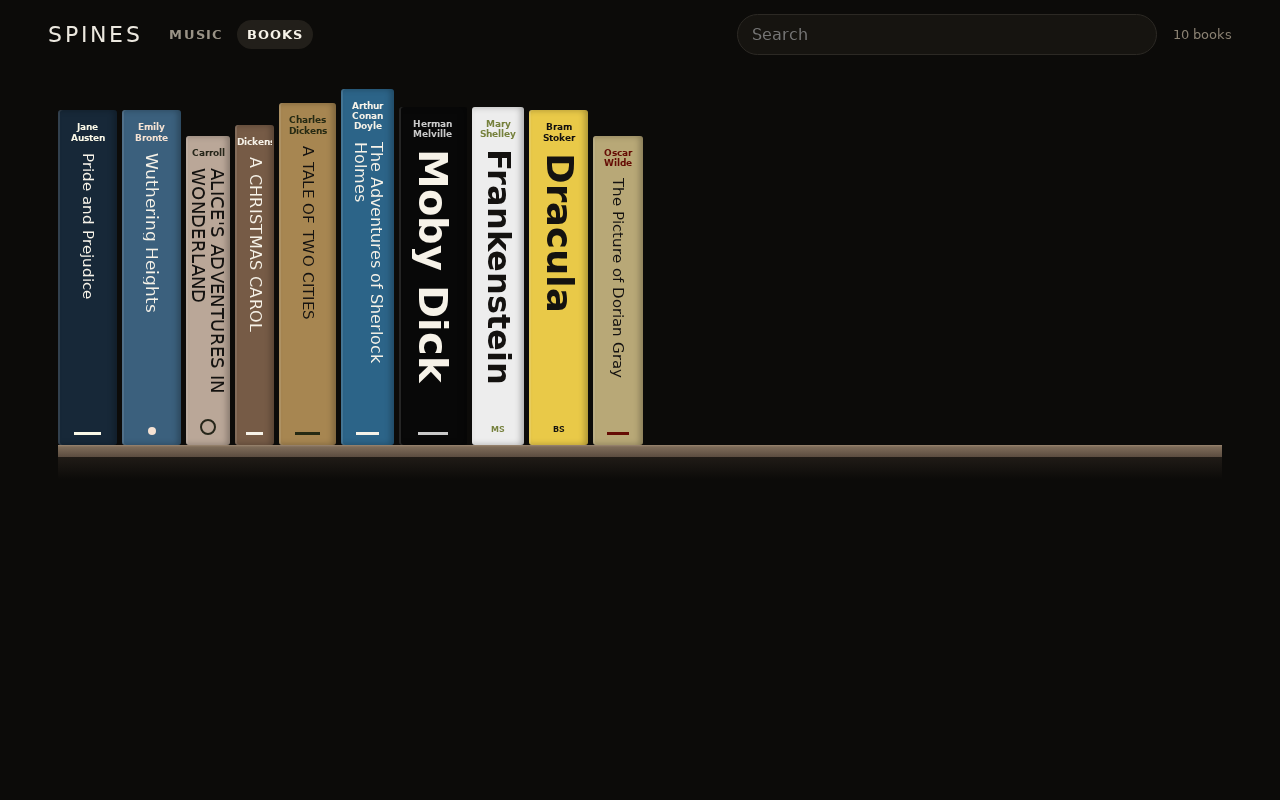 SPINES
MUSIC
BOOKS
Search
10 books
Jane
Austen
Pride and Prejudice
Emily
Bronte
Wuthering Heights
Carroll
ALICE'S ADVENTURES IN
WONDERLAND
Dickens
A CHRISTMAS CAROL
Charles
Dickens
A TALE OF TWO CITIES
Arthur
Conan
Doyle
The Adventures of Sherlock
Holmes
Herman
Melville
Moby Dick
Mary
Shelley
Frankenstein
MS
Bram
Stoker
Dracula
BS
Oscar
Wilde
The Picture of Dorian Gray